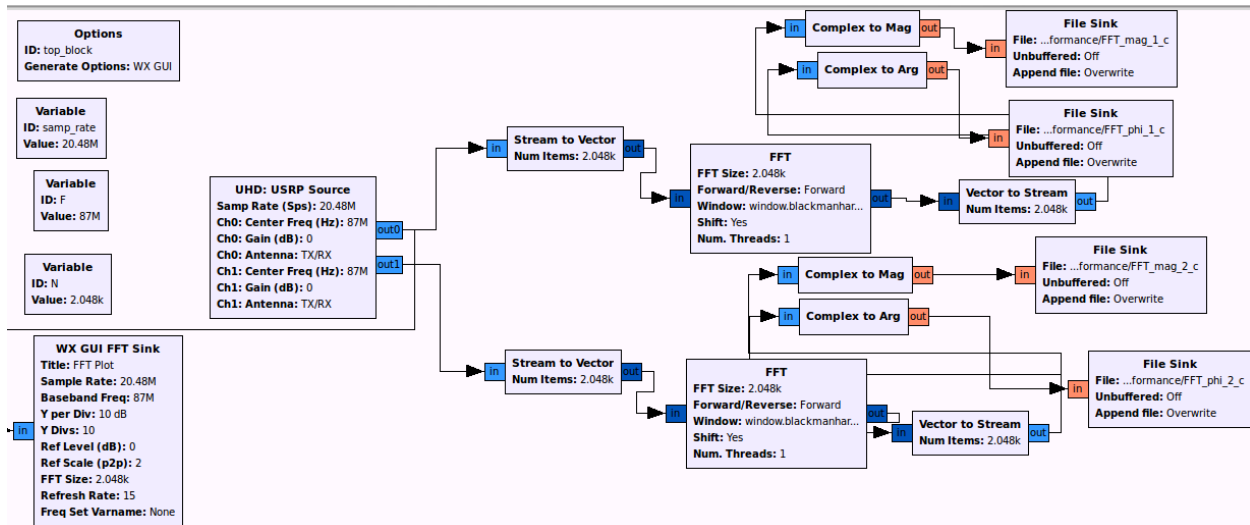 Options
ID: top_block
Generate Options: WX GUI
Variable
ID: samp_rate
Value: 20.48M
Variable
ID: F
Value: 87M
Variable
ID: N
Value: 2.048k
WX GUI FFT Sink
Title: FFT Plot
Sample Rate: 20.48M
Baseband Freq: 87M
Y per Div: 10 dB
Y Divs: 10
Ref Level (dB): 0
Ref Scale (p2p): 2
FFT Size: 2.048k
Refresh Rate: 15
Freq Set Varname: None
in
UHD: USRP Source
Samp Rate (Sps): 20.48M
Ch0: Center Freq (Hz): 87M
Ch0: Gain (dB): 0
Ch0: Antenna: TX/RX
Ch1: Center Freq (Hz): 87M
Ch1: Gain (dB): 0
Ch1: Antenna: TX/RX
out0
out1
in
Stream to Vector
Num Items: 2.048k
out
in
FFT
FFT Size: 2.048k
Forward/Reverse: Forward
Window: window.blackmanhar...
Shift: Yes
Num. Threads: 1
out
in
Vector to Stream
Num Items: 2.048k
out
in
Complex to Mag
out
in
File Sink
File: ...formance/FFT_mag_1_c
Unbuffered: Off
Append file: Overwrite
in
Complex to Arg
out
in
File Sink
File: ...formance/FFT_phi_1_c
Unbuffered: Off
Append file: Overwrite
in
Stream to Vector
Num Items: 2.048k
out
in
FFT
FFT Size: 2.048k
Forward/Reverse: Forward
Window: window.blackmanhar...
Shift: Yes
Num. Threads: 1
out
in
Vector to Stream
Num Items: 2.048k
out
in
Complex to Mag
out
in
File Sink
File: ...formance/FFT_mag_2_c
Unbuffered: Off
Append file: Overwrite
in
Complex to Arg
out
in
File Sink
File: ...formance/FFT_phi_2_c
Unbuffered: Off
Append file: Overwrite